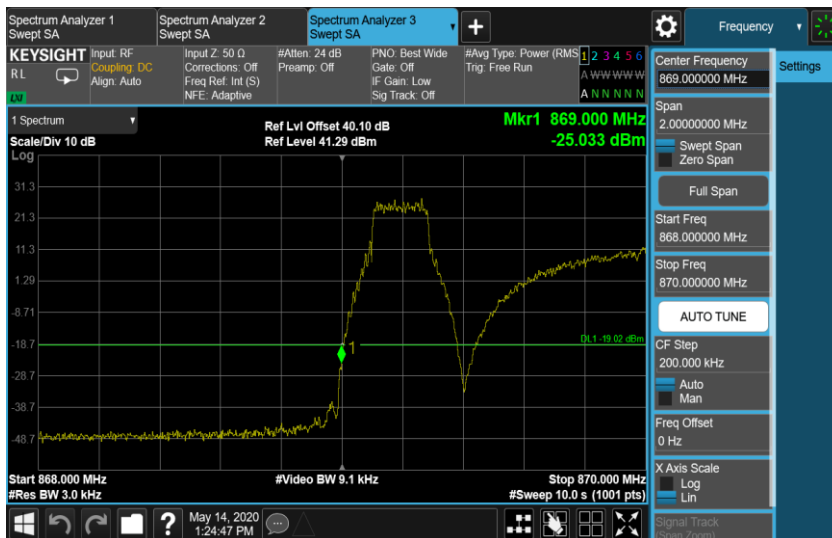 Spectrum Analyzer 1
Swept SA
Spectrum Analyzer 2
Swept SA
Spectrum Analyzer 3
Swept SA
Frequency
KEYSIGHT
RL
LXI
Input: RF
Coupling: DC
Align: Auto
Input Z: 50 Ω
Corrections: Off
Freq Ref: Int (S)
NFE: Adaptive
#Atten: 24 dB
Preamp: Off
PNO: Best Wide
Gate: Off
IF Gain: Low
Sig Track: Off
#Avg Type: Power (RMS
Trig: Free Run
1 2 3 4 5 6
A W W W W W
A N N N N N
1 Spectrum
Scale/Div 10 dB
Log
Ref Lvl Offset 40.10 dB
Ref Level 41.29 dBm
Mkr1 869.000 MHz
-25.033 dBm
31.3
21.3
11.3
1.29
-8.71
-18.7
-28.7
-38.7
-48.7
DL1 -19.02 dBm
1
Start 868.000 MHz
#Res BW 3.0 kHz
#Video BW 9.1 kHz
Stop 870.000 MHz
#Sweep 10.0 s (1001 pts)
May 14, 2020
1:24:47 PM
Center Frequency
869.000000 MHz
Settings
Span
2.00000000 MHz
Swept Span
Zero Span
Full Span
Start Freq
868.000000 MHz
Stop Freq
870.000000 MHz
AUTO TUNE
CF Step
200.000 kHz
Auto
Man
Freq Offset
0 Hz
X Axis Scale
Log
Lin
Signal Track
(Span Zoom)